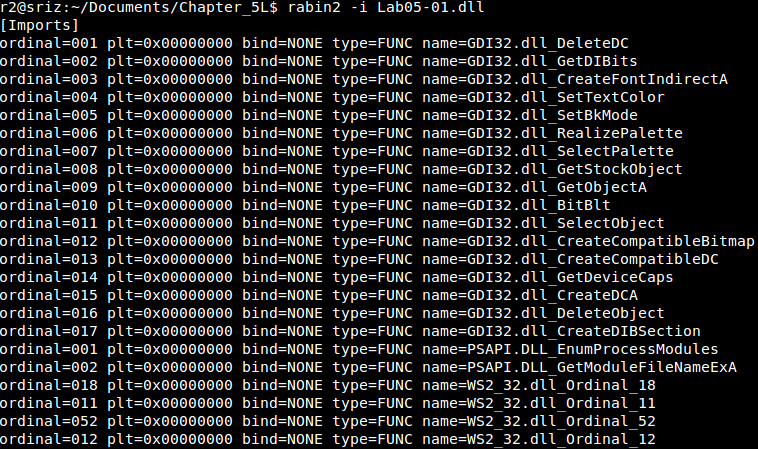 r2@sriz:~/Documents/Chapter_5L$ rabin2 -i Lab05-01.dll
[Imports]
ordinal=001 plt=0x00000000 bind=NONE type=FUNC name=GDI32.dll_DeleteDC
ordinal=002 plt=0x00000000 bind=NONE type=FUNC name=GDI32.dll_GetDIBits
ordinal=003 plt=0x00000000 bind=NONE type=FUNC name=GDI32.dll_CreateFontIndirectA
ordinal=004 plt=0x00000000 bind=NONE type=FUNC name=GDI32.dll_SetTextColor
ordinal=005 plt=0x00000000 bind=NONE type=FUNC name=GDI32.dll_SetBkMode
ordinal=006 plt=0x00000000 bind=NONE type=FUNC name=GDI32.dll_RealizePalette
ordinal=007 plt=0x00000000 bind=NONE type=FUNC name=GDI32.dll_SelectPalette
ordinal=008 plt=0x00000000 bind=NONE type=FUNC name=GDI32.dll_GetStockObject
ordinal=009 plt=0x00000000 bind=NONE type=FUNC name=GDI32.dll_GetObjectA
ordinal=010 plt=0x00000000 bind=NONE type=FUNC name=GDI32.dll_BitBlt
ordinal=011 plt=0x00000000 bind=NONE type=FUNC name=GDI32.dll_SelectObject
ordinal=012 plt=0x00000000 bind=NONE type=FUNC name=GDI32.dll_CreateCompatibleBitmap
ordinal=013 plt=0x00000000 bind=NONE type=FUNC name=GDI32.dll_CreateCompatibleDC
ordinal=014 plt=0x00000000 bind=NONE type=FUNC name=GDI32.dll_GetDeviceCaps
ordinal=015 plt=0x00000000 bind=NONE type=FUNC name=GDI32.dll_CreateDCA
ordinal=016 plt=0x00000000 bind=NONE type=FUNC name=GDI32.dll_DeleteObject
ordinal=017 plt=0x00000000 bind=NONE type=FUNC name=GDI32.dll_CreateDIBSection
ordinal=001 plt=0x00000000 bind=NONE type=FUNC name=PSAPI.DLL_EnumProcessModules
ordinal=002 plt=0x00000000 bind=NONE type=FUNC name=PSAPI.DLL_GetModuleFileNameExA
ordinal=018 plt=0x00000000 bind=NONE type=FUNC name=WS2_32.dll_Ordinal_18
ordinal=011 plt=0x00000000 bind=NONE type=FUNC name=WS2_32.dll_Ordinal_11
ordinal=052 plt=0x00000000 bind=NONE type=FUNC name=WS2_32.dll_Ordinal_52
ordinal=012 plt=0x00000000 bind=NONE type=FUNC name=WS2_32.dll_Ordinal_12